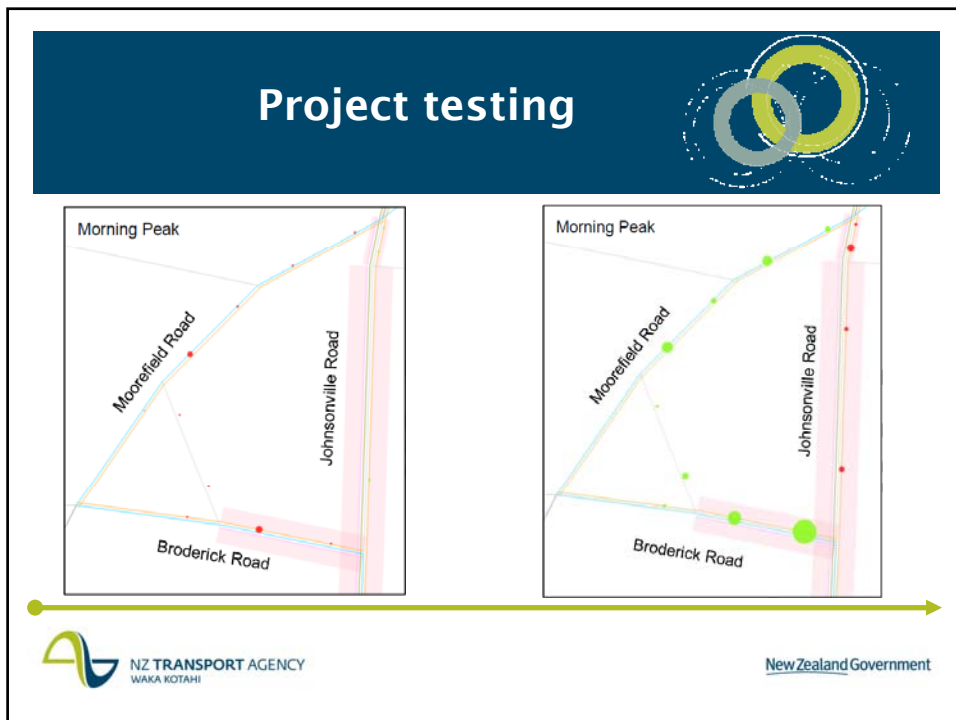 Project testing
Morning Peak
Moorefield Road
Johnsonville Road
Broderick Road
Morning Peak
Moorefield Road
Johnsonville Road
Broderick Road
NZ TRANSPORT AGENCY
WAKA KOTAHI
New Zealand Government